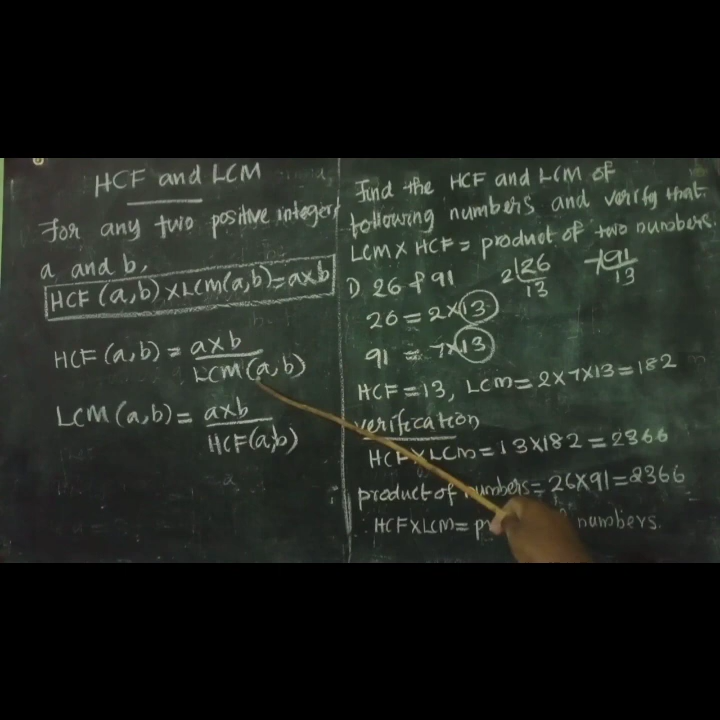 HCF and LCM
For any two positive integers
a and b,
HCF (a,b) x LCM(a,b)=axb
HCF (a,b) = axb
LCM(a,b)
LCM (a,b) = axb
HCF(a,b)
Find the HCF and LCM of
following numbers and verify that
LCM X HCF = product of two numbers.
1) 26 & 91
2|26
13
7|91
13
26 = 2x13
91 = 7x13
HCF = 13, LCM = 2x7x13 = 182
verification
HCF X LCM = 13X182 = 2366
product of numbers = 26X91 = 2366
HCF X LCM = numbers.